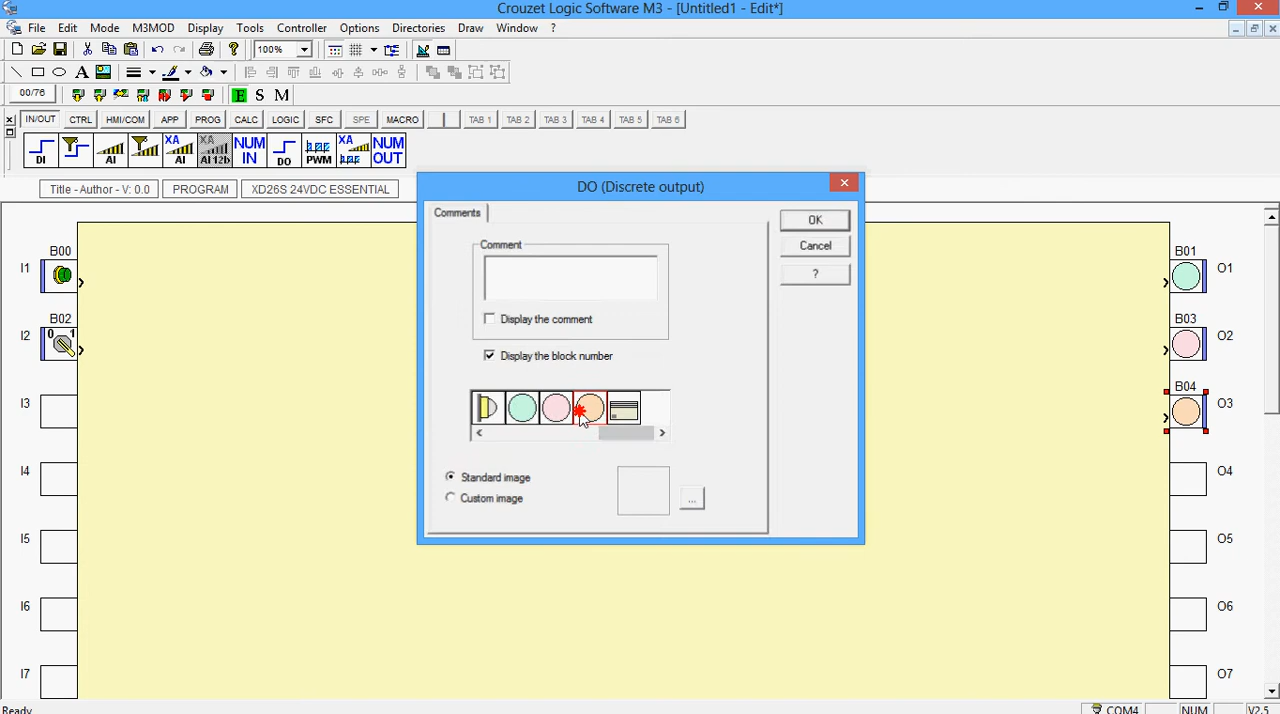 Crouzet Logic Software M3 - [Untitled1 - Edit*]
File Edit Mode M3MOD Display Tools Controller Options Directories Draw Window ?
100%
A
00/76 E S M
IN/OUT CTRL HMI/COM APP PROG CALC LOGIC SFC SPE MACRO TAB 1 TAB 2 TAB 3 TAB 4 TAB 5 TAB 6
DI AI XA AI XA AI 12b NUM IN DO PWM XA NUM OUT
Title - Author - V: 0.0 PROGRAM XD26S 24VDC ESSENTIAL
DO (Discrete output)
Comments
OK
Cancel
?
Comment
Display the comment
Display the block number
Standard image
Custom image
...
B00
I1
B02
I2
0 1
I3
I4
I5
I6
I7
B01
O1
B03
O2
B04
O3
O4
O5
O6
O7
Ready COM4 NUM V2.5